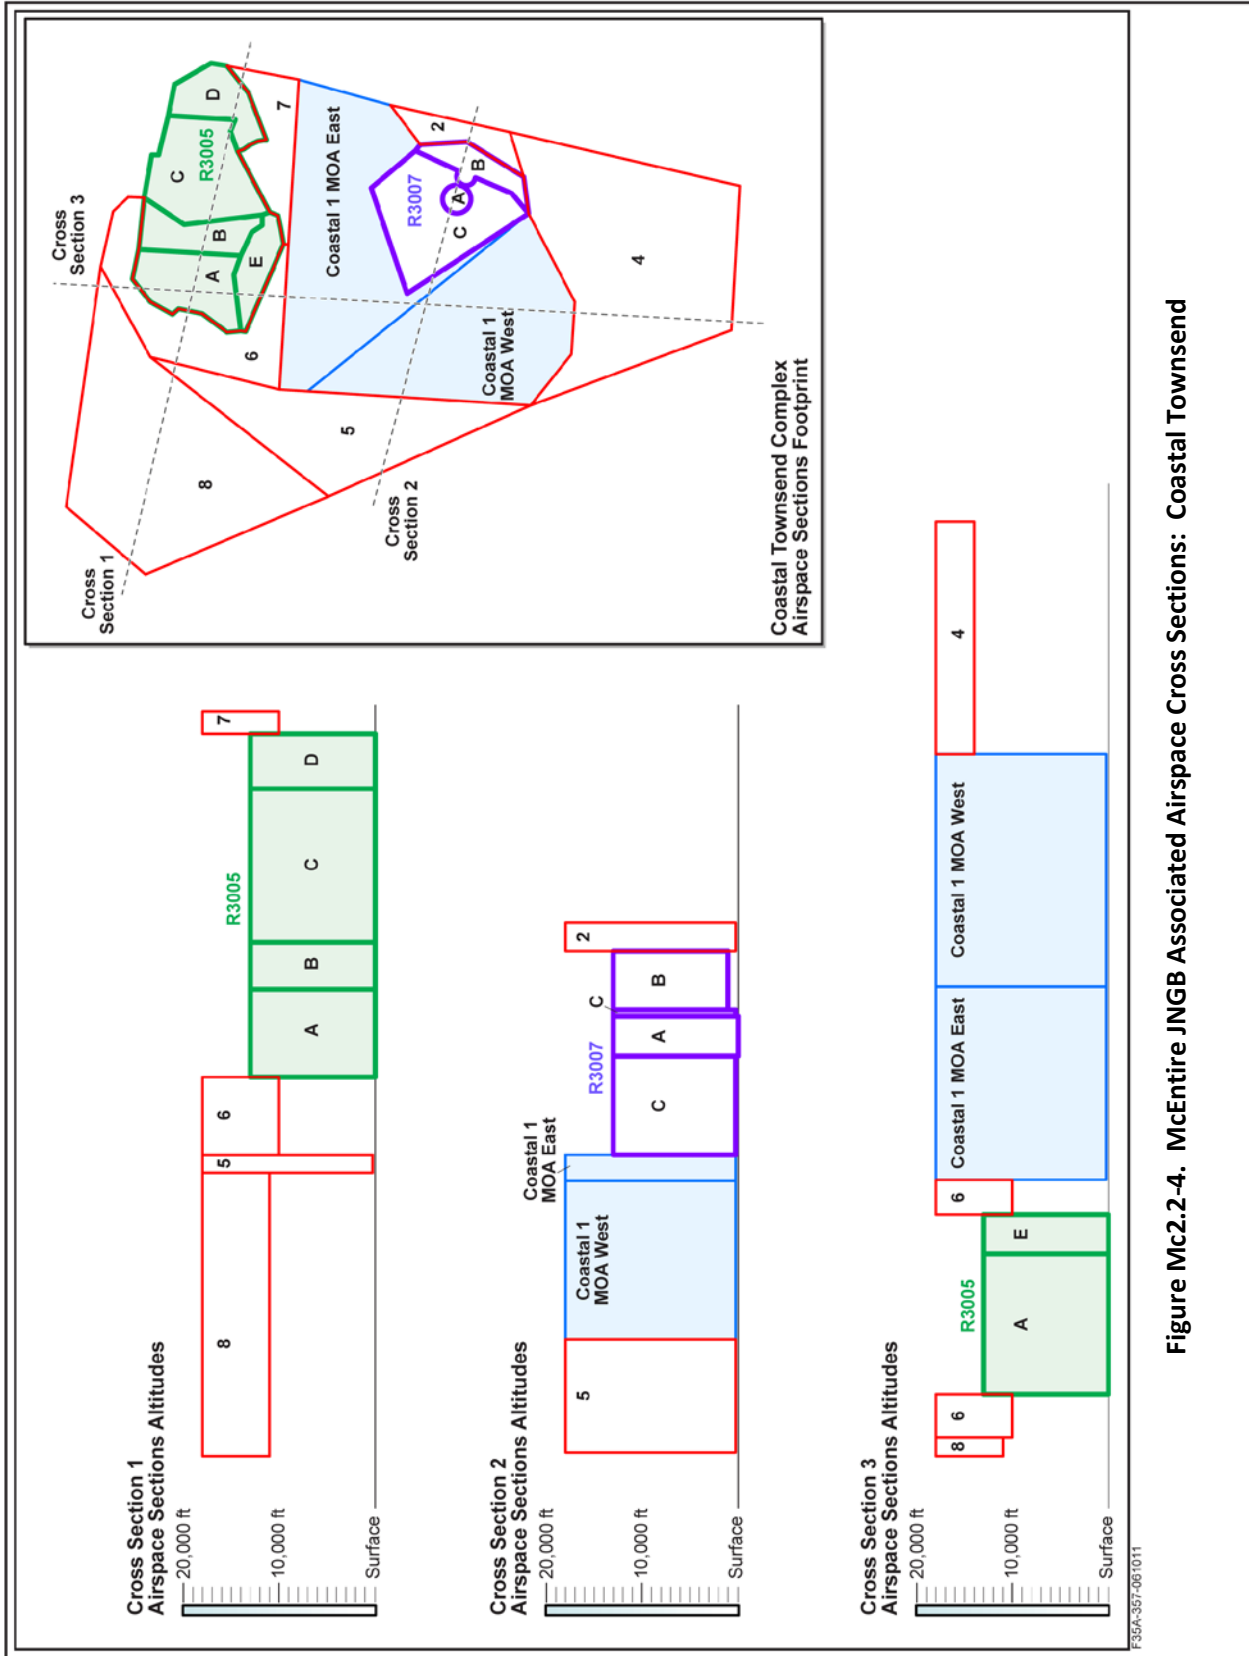 Cross Section 1
Airspace Sections Altitudes
20,000 ft
10,000 ft
Surface
8
5
6
R3005
A
B
C
D
7
Cross Section 2
Airspace Sections Altitudes
20,000 ft
10,000 ft
Surface
5
Coastal 1
MOA West
Coastal 1
MOA East
R3007
C
A
C
B
2
Cross Section 3
Airspace Sections Altitudes
20,000 ft
10,000 ft
Surface
8
6
R3005
A
E
6
Coastal 1 MOA East
Coastal 1 MOA West
4
Cross
Section 1
Cross
Section 3
Cross
Section 2
8
5
6
A
B
C
R3005
D
E
7
Coastal 1 MOA East
Coastal 1
MOA West
R3007
C
A
B
2
4
Coastal Townsend Complex
Airspace Sections Footprint
F35A-357-061011
Figure Mc2.2-4. McEntire JNGB Associated Airspace Cross Sections: Coastal Townsend